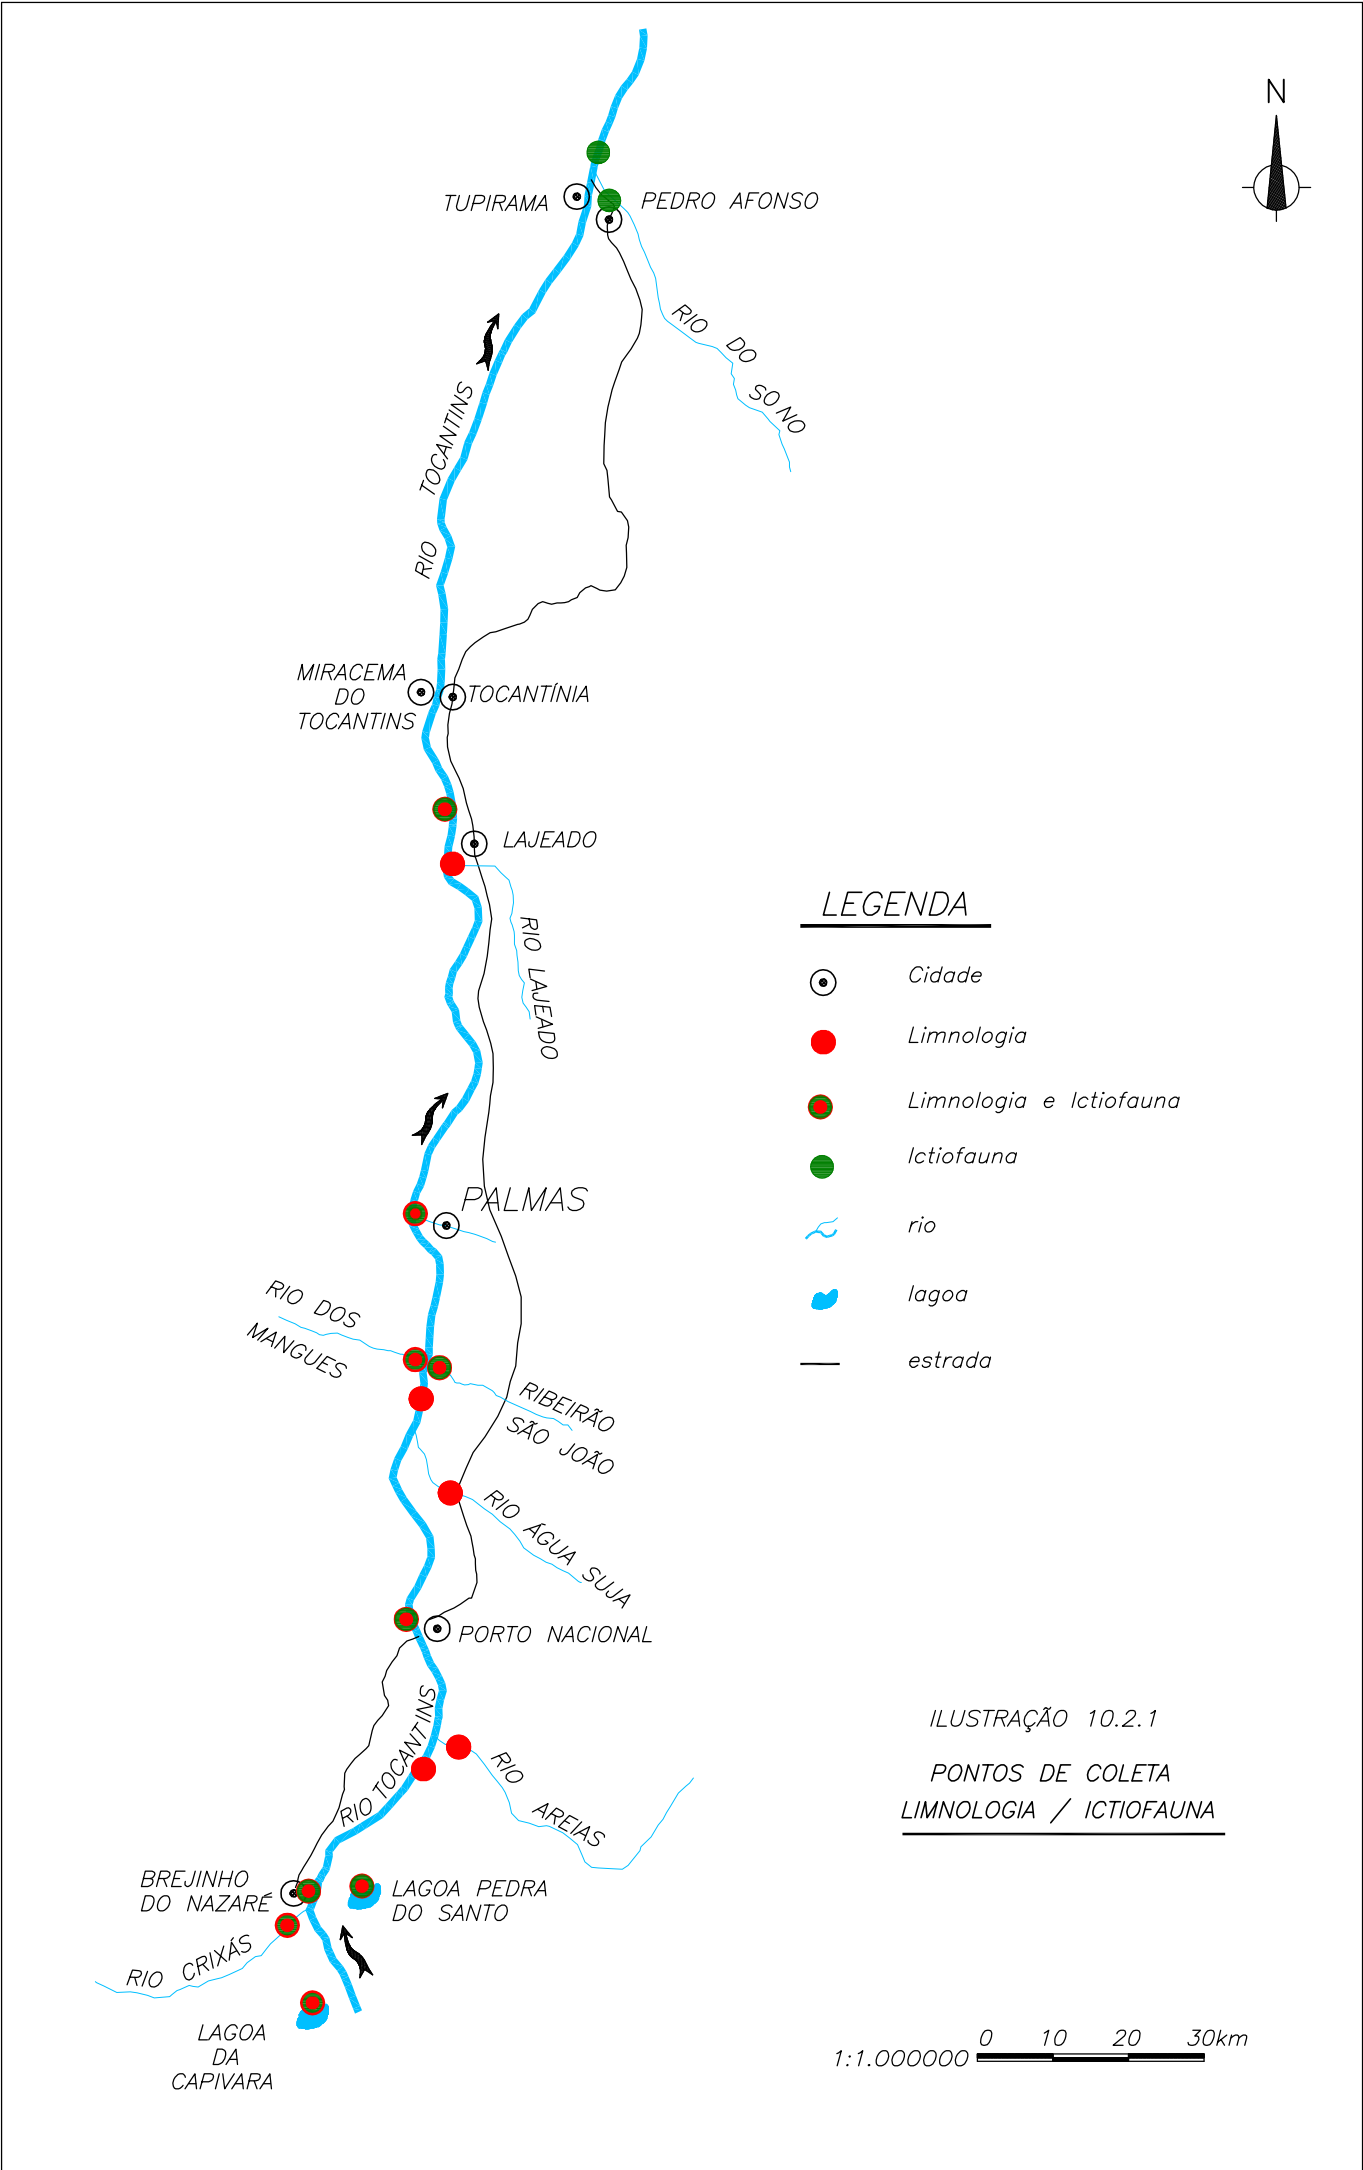 N
TUPIRAMA
PEDRO AFONSO
RIO DO SONO
RIO TOCANTINS
MIRACEMA
DO
TOCANTINS
TOCANTÍNIA
LAJEADO
RIO LAJEADO
LEGENDA
Cidade
Limnologia
Limnologia e Ictiofauna
Ictiofauna
rio
lagoa
estrada
PALMAS
RIO DOS
MANGUES
RIBEIRÃO
SÃO JOÃO
RIO ÁGUA SUJA
PORTO NACIONAL
RIO TOCANTINS
RIO AREIAS
BREJINHO
DO NAZARÉ
LAGOA PEDRA
DO SANTO
RIO CRIXÁS
LAGOA
DA
CAPIVARA
ILUSTRAÇÃO 10.2.1
PONTOS DE COLETA
LIMNOLOGIA / ICTIOFAUNA
0 10 20 30km
1:1.000000